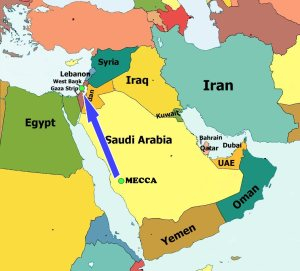 Lebanon
Syria
West Bank
Gaza Strip
Iraq
Iran
Egypt
Kuwait
Saudi Arabia
Bahrain
Qatar
Dubai
UAE
MECCA
Oman
Yemen